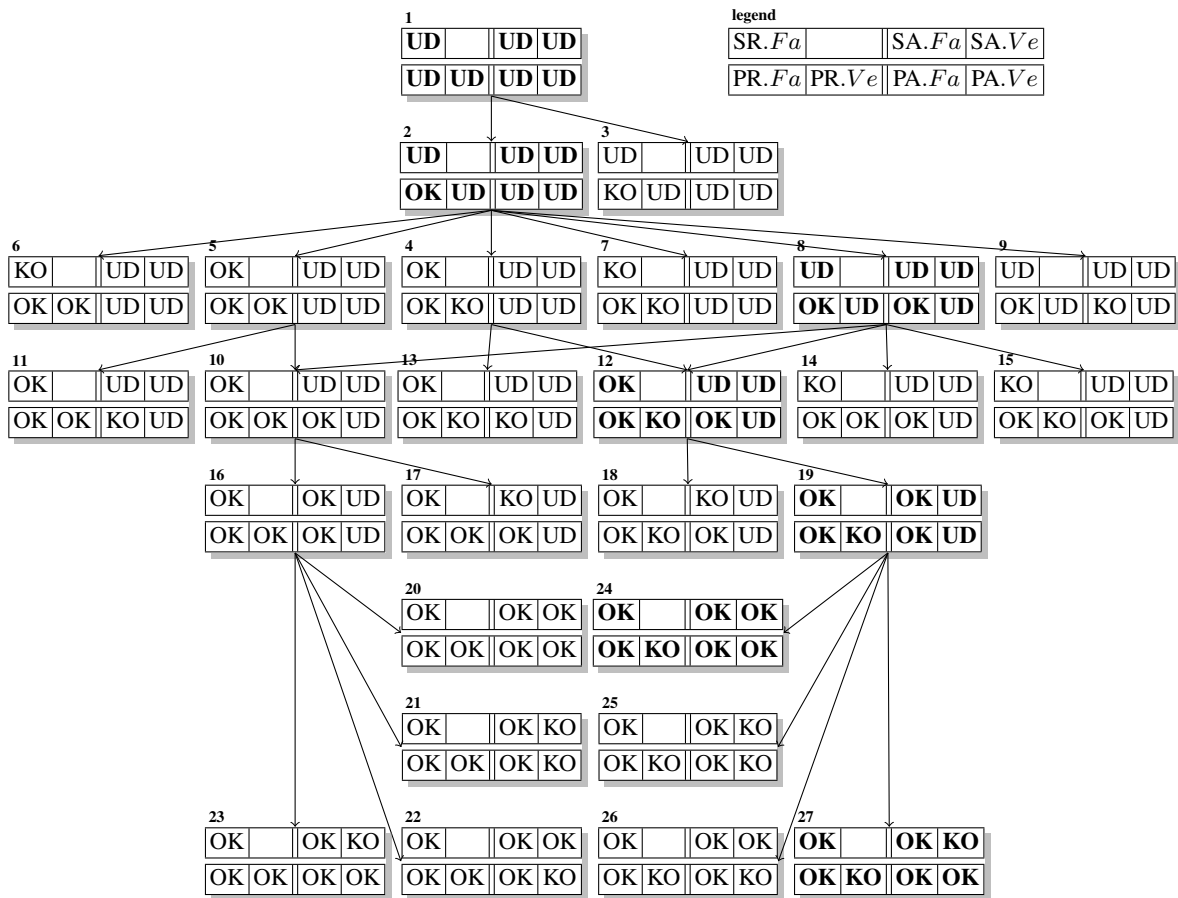 1 legend
UD UD UD SR.Fa SA.Fa SA.Ve
UD UD UD UD PR.Fa PR.Ve PA.Fa PA.Ve
2 3
UD UD UD UD UD UD
OK UD UD UD KO UD UD UD
6 5 4 7 8 9
KO UD UD OK UD UD OK UD UD KO UD UD UD UD UD UD UD UD
OK OK UD UD OK OK UD UD OK KO UD UD OK KO UD UD OK UD OK UD OK UD KO UD
11 10 13 12 14 15
OK UD UD OK UD UD OK UD UD OK UD UD KO UD UD KO UD UD
OK OK KO UD OK OK OK UD OK KO KO UD OK KO OK UD OK OK OK UD OK KO OK UD
16 17 18 19
OK OK UD OK KO UD OK KO UD OK OK UD
OK OK OK UD OK OK OK UD OK KO OK UD OK KO OK UD
20 24
OK OK OK OK OK OK
OK OK OK OK OK KO OK OK
21 25
OK OK KO OK OK KO
OK OK OK KO OK KO OK KO
23 22 26 27
OK OK KO OK OK OK OK OK OK OK OK KO
OK OK OK OK OK OK OK KO OK KO OK KO OK KO OK OK